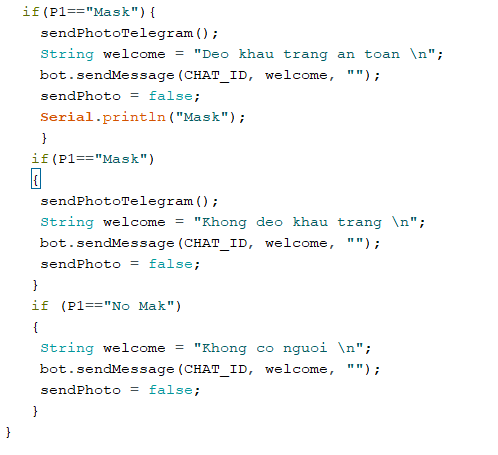 if(P1=="Mask"){
sendPhotoTelegram();
String welcome = "Deo khau trang an toan \n";
bot.sendMessage(CHAT_ID, welcome, "");
sendPhoto = false;
Serial.println("Mask");
}
if(P1=="Mask")
{
sendPhotoTelegram();
String welcome = "Khong deo khau trang \n";
bot.sendMessage(CHAT_ID, welcome, "");
sendPhoto = false;
}
if (P1=="No Mak")
{
String welcome = "Khong co nguoi \n";
bot.sendMessage(CHAT_ID, welcome, "");
sendPhoto = false;
}
}